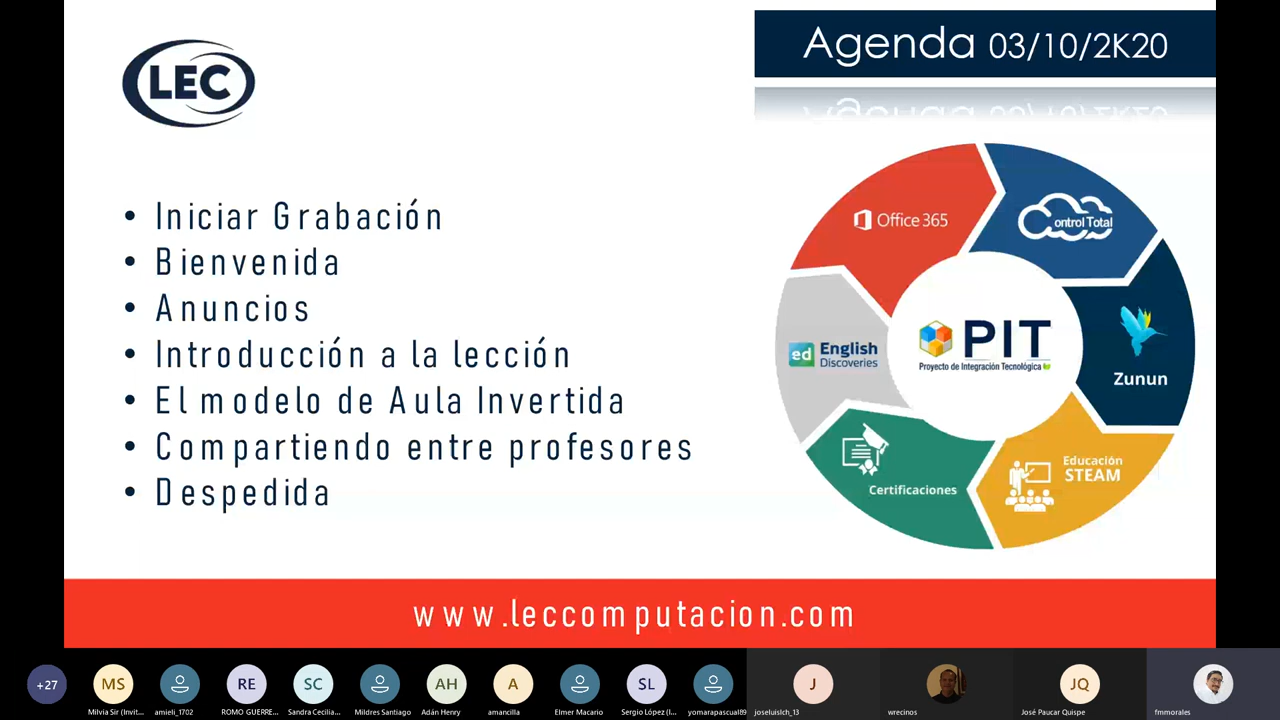 LEC
Agenda 03/10/2K20
• Iniciar Grabación
• Bienvenida
• Anuncios
• Introducción a la lección
• El modelo de Aula Invertida
• Compartiendo entre profesores
• Despedida
Office 365
Control Total
ed English Discoveries
PIT
Proyecto de Integración Tecnológica
Zunun
Certificaciones
Educación
STEAM
www.leccomputacion.com
+27
MS
RE
SC
AH
A
SL
J
JQ
Milvia Sir (Invit...
amieli_1702
ROMO GUERRE...
Sandra Cecilia...
Mildres Santiago
Adán Henry
amancilla
Elmer Macario
Sergio López (I...
yomarapascual89
joseluislch_13
wrecinos
José Paucar Quispe
fmmorales